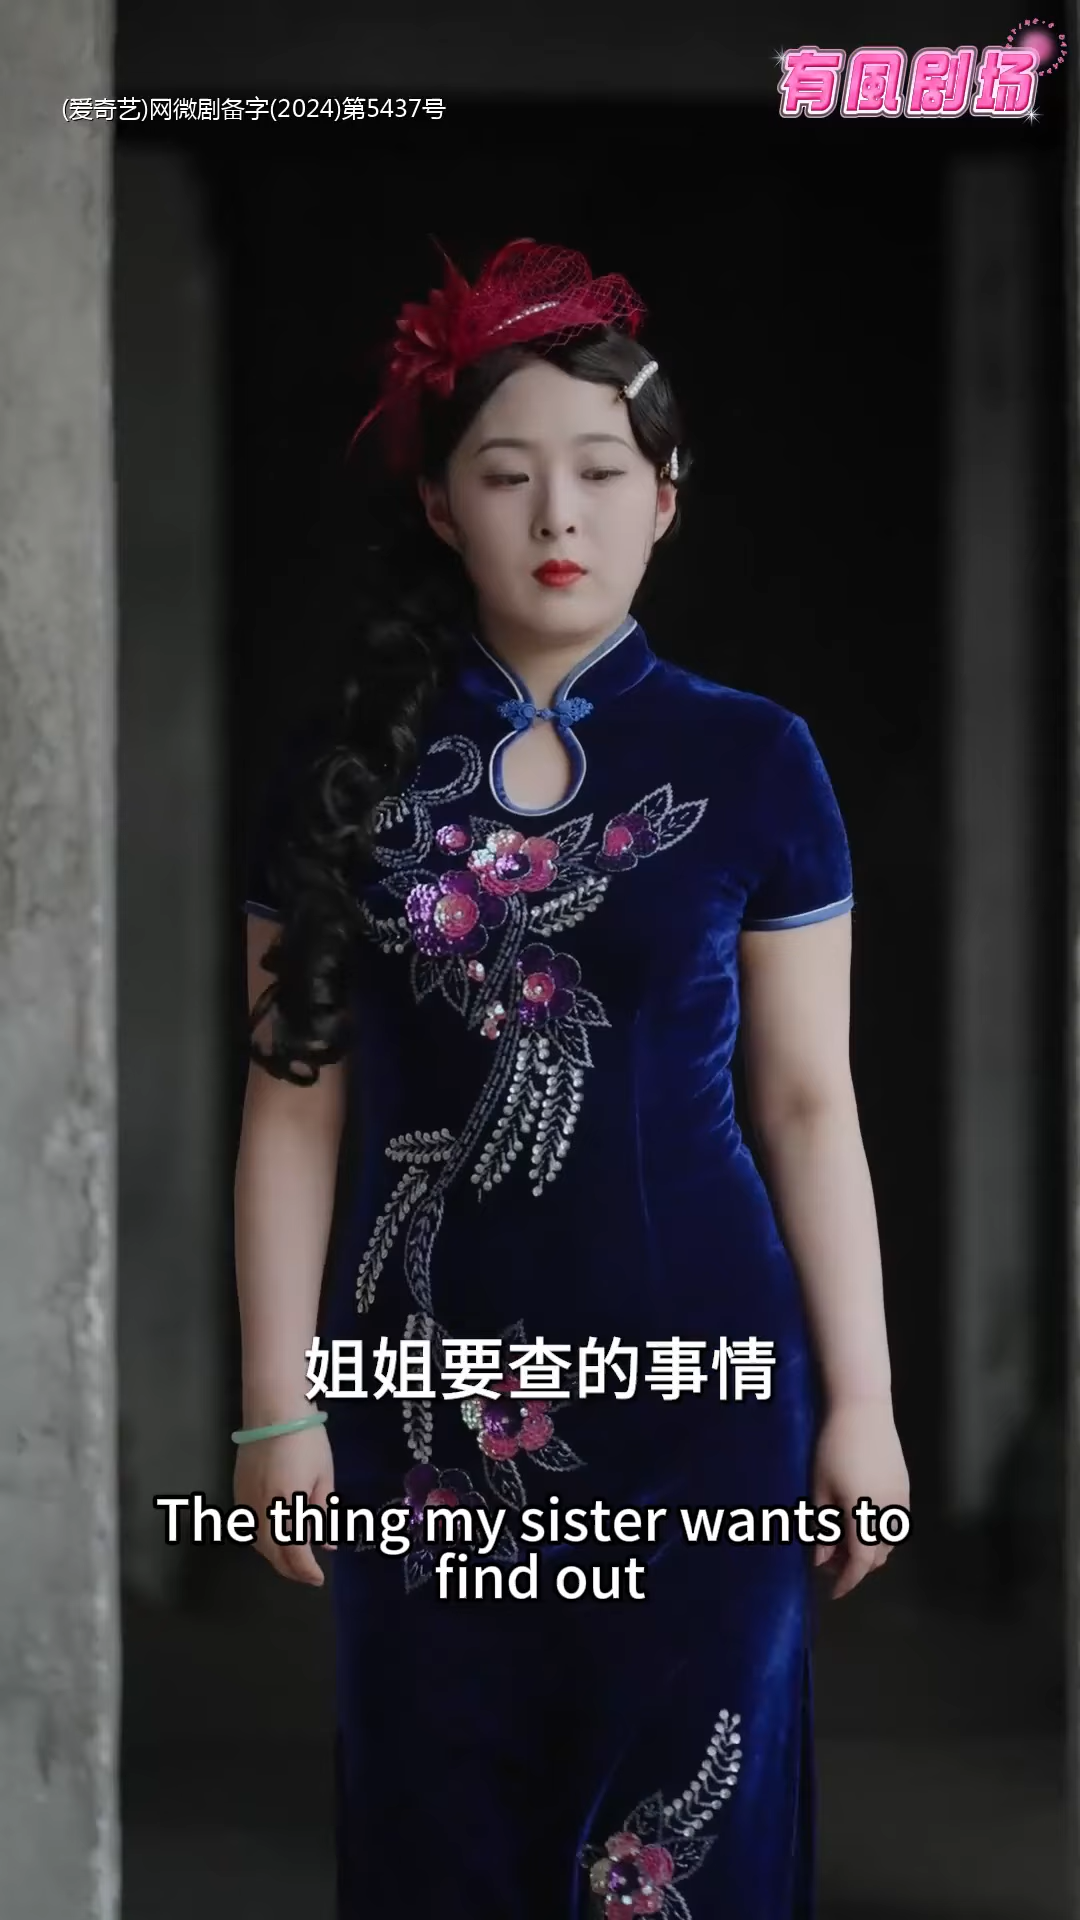 (爱奇艺)网微剧备字(2024)第5437号
有風剧场
姐姐要查的事情
The thing my sister wants to
find out